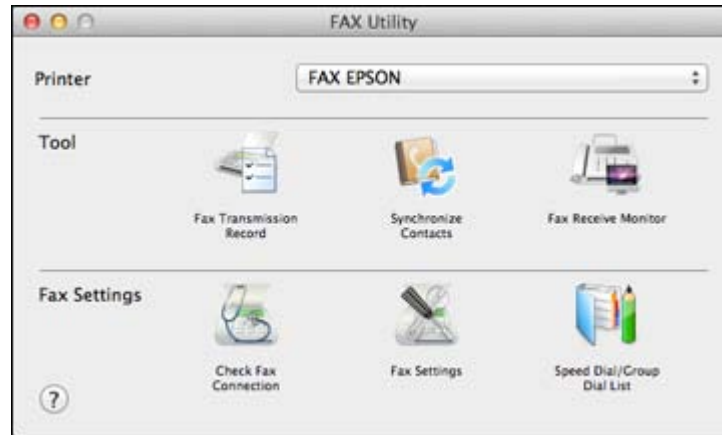 FAX Utility
Printer
FAX EPSON
Tool
Fax Transmission
Record
Synchronize
Contacts
Fax Receive Monitor
Fax Settings
Check Fax
Connection
Fax Settings
Speed Dial/Group
Dial List
?